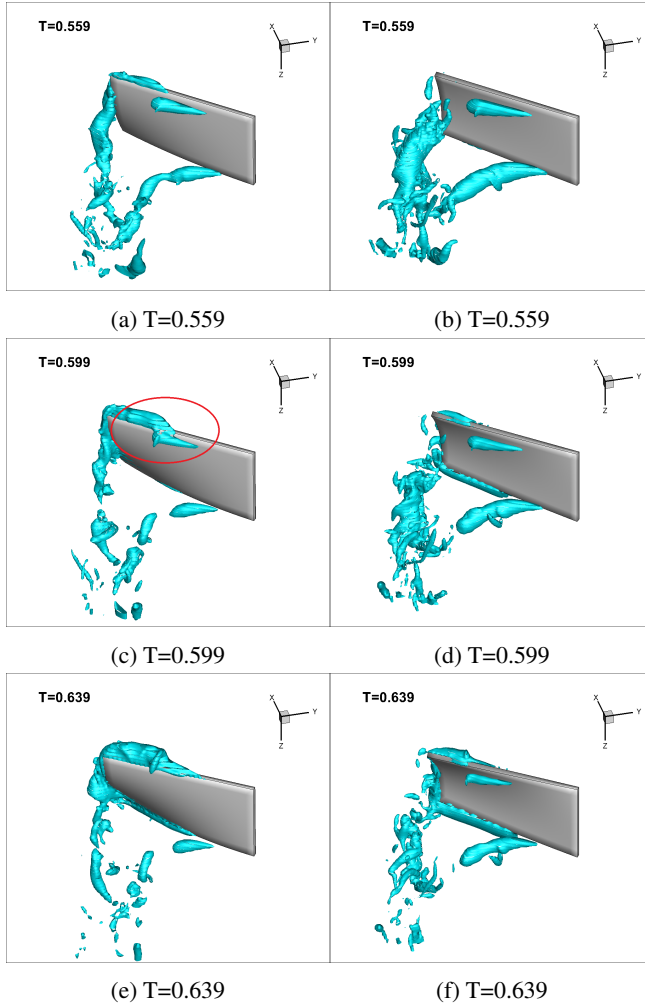 T=0.559
X
Y
Z
T=0.559
X
Y
Z
(a) T=0.559
(b) T=0.559
T=0.599
X
Y
Z
T=0.599
X
Y
Z
(c) T=0.599
(d) T=0.599
T=0.639
X
Y
Z
T=0.639
X
Y
Z
(e) T=0.639
(f) T=0.639